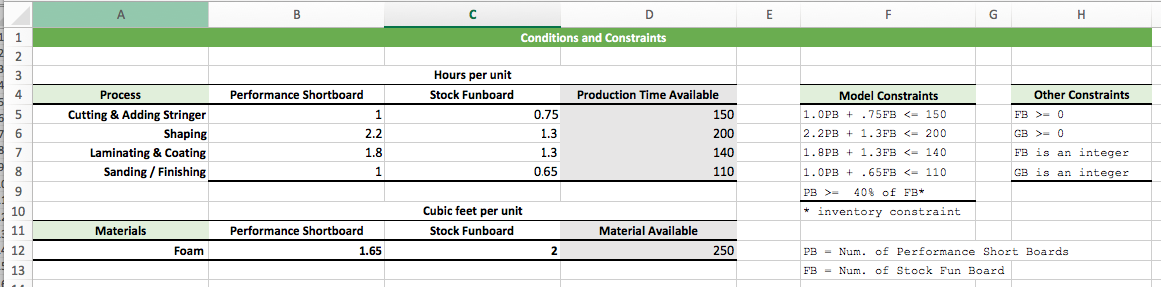 A B C D E F G H
1 Conditions and Constraints
2
3 Hours per unit
4 Process Performance Shortboard Stock Funboard Production Time Available Model Constraints Other Constraints
5 Cutting & Adding Stringer 1 0.75 150 1.0PB + .75FB <= 150 FB >= 0
6 Shaping 2.2 1.3 200 2.2PB + 1.3FB <= 200 GB >= 0
7 Laminating & Coating 1.8 1.3 140 1.8PB + 1.3FB <= 140 FB is an integer
8 Sanding / Finishing 1 0.65 110 1.0PB + .65FB <= 110 GB is an integer
9 PB >= 40% of FB*
10 Cubic feet per unit * inventory constraint
11 Materials Performance Shortboard Stock Funboard Material Available
12 Foam 1.65 2 250 PB = Num. of Performance Short Boards
13 FB = Num. of Stock Fun Board